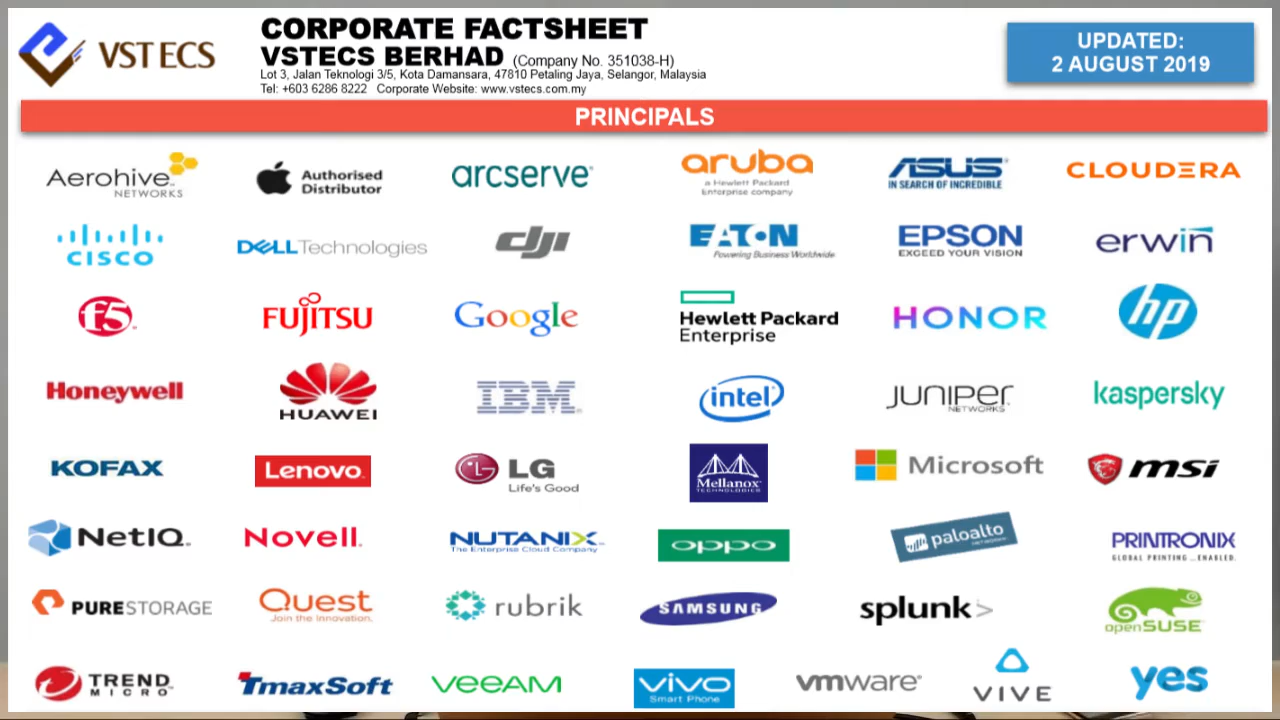 VSTECS
CORPORATE FACTSHEET
VSTECS BERHAD (Company No. 351038-H)
Lot 3, Jalan Teknologi 3/5, Kota Damansara, 47810 Petaling Jaya, Selangor, Malaysia
Tel: +603 6286 8222 Corporate Website: www.vstecs.com.my
UPDATED:
2 AUGUST 2019
PRINCIPALS
Aerohive
NETWORKS
Authorised
Distributor
arcserve
aruba
a Hewlett Packard
Enterprise company
ASUS
IN SEARCH OF INCREDIBLE
CLOUDERA
CISCO
DELL Technologies
dji
EATON
Powering Business Worldwide
EPSON
EXCEED YOUR VISION
erwin
f5
FUJITSU
Google
Hewlett Packard
Enterprise
HONOR
hp
Honeywell
HUAWEI
IBM
intel
JUNIPER
NETWORKS
kaspersky
KOFAX
Lenovo
LG
Life's Good
Mellanox
TECHNOLOGIES
Microsoft
msi
NetIQ
Novell
NUTANIX
The Enterprise Cloud Company
oppo
paloalto
NETWORKS
PRINTRONIX
GLOBAL PRINTING ...ENABLED.
PURESTORAGE
Quest
Join the Innovation.
rubrik
SAMSUNG
splunk>
openSUSE
TREND
MICRO
TmaxSoft
veeAM
vivo
Smart Phone
vmware
VIVE
yes